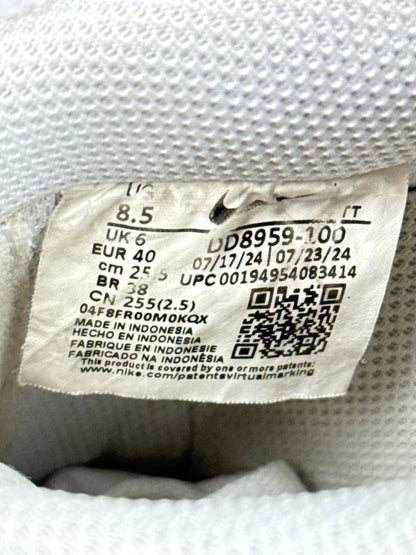 US
8.5
UK 6
EUR 40
cm 25.5
BR 38
CN 255(2.5)
04F8FR00M0KQX
DD8959-100
07/17/24 07/23/24
UPC 00194954083414
MADE IN INDONESIA
HECHO EN INDONESIA
FABRIQUE EN INDONESIE
FABRICADO NA INDONÉSIA
This product is covered by one or more patents:
www.nike.com/patentsvirtualmarking